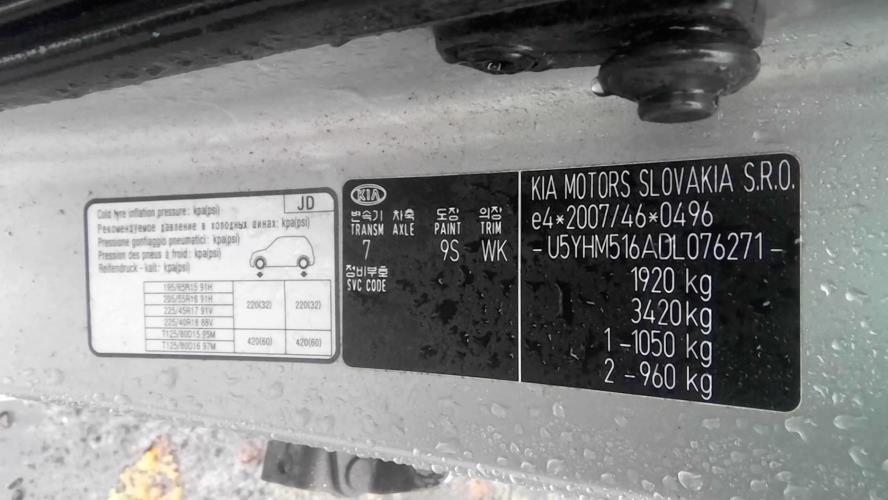 JD
Cold tyre inflation pressure: kpa(psi)
Рекомендуемое давление в холодных шинах: kpa(psi)
Pressione gonfiaggio pneumatici: kpa(psi)
Pression des pneus à froid: kpa(psi)
Reifendruck - kalt: kpa(psi)
195/65R15 91H
205/55R16 91H
225/45R17 91V
225/40R18 88V
220(32) 220(32)
T125/80D15 95M
T125/80D16 97M
420(60) 420(60)
KIA
변속기 차축 도장 의장
TRANSM AXLE PAINT TRIM
7 9S WK
정비부호
SVC CODE
KIA MOTORS SLOVAKIA S.R.O.
e4*2007/46*0496
-U5YHM516ADL076271-
1920 kg
3420 kg
1 -1050 kg
2 -960 kg